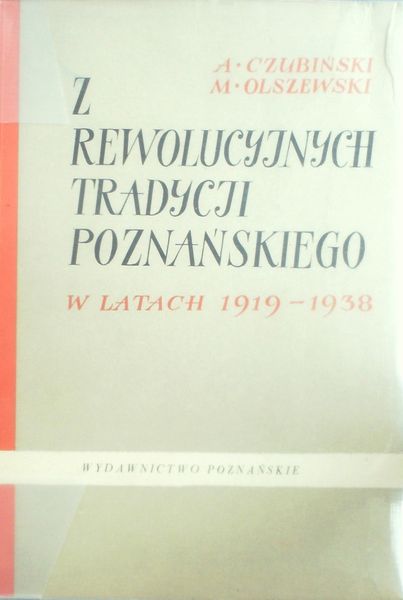 A · CZUBIŃSKI
M · OLSZEWSKI
Z
REWOLUCYJNYCH
TRADYCJI
POZNAŃSKIEGO
W LATACH 1919 – 1938
WYDAWNICTWO POZNAŃSKIE